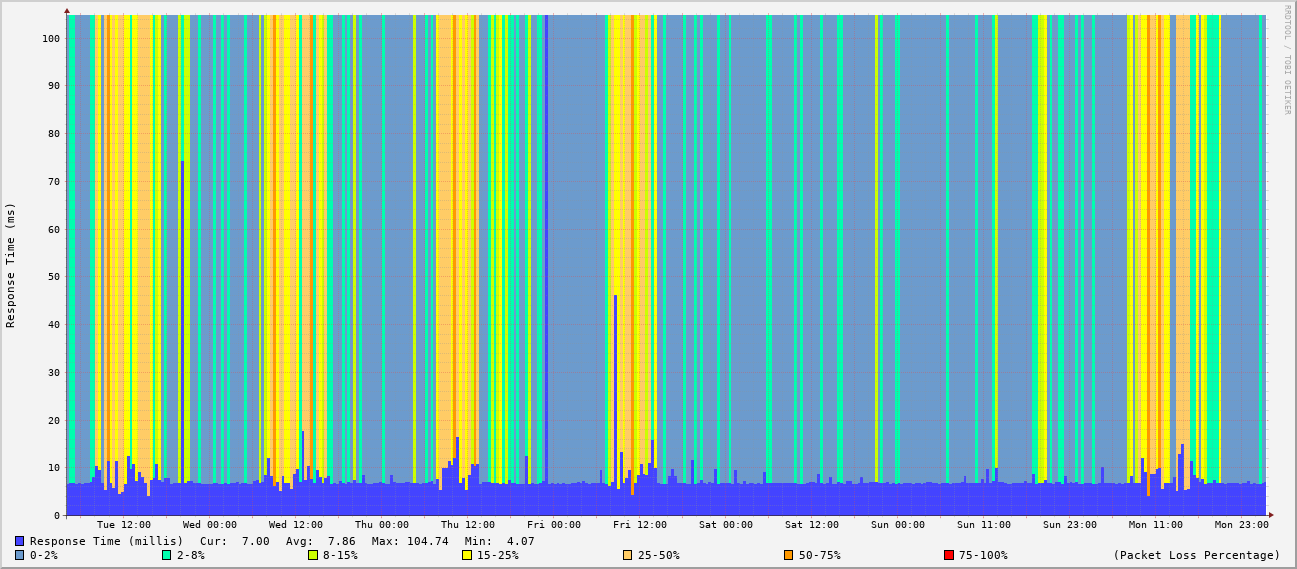 RRDTOOL / TOBI OETIKER
Response Time (ms)
100
90
80
70
60
50
40
30
20
10
0
Tue 12:00 Wed 00:00 Wed 12:00 Thu 00:00 Thu 12:00 Fri 00:00 Fri 12:00 Sat 00:00 Sat 12:00 Sun 00:00 Sun 11:00 Sun 23:00 Mon 11:00 Mon 23:00
Response Time (millis) Cur: 7.00 Avg: 7.86 Max: 104.74 Min: 4.07
0-2% 2-8% 8-15% 15-25% 25-50% 50-75% 75-100% (Packet Loss Percentage)